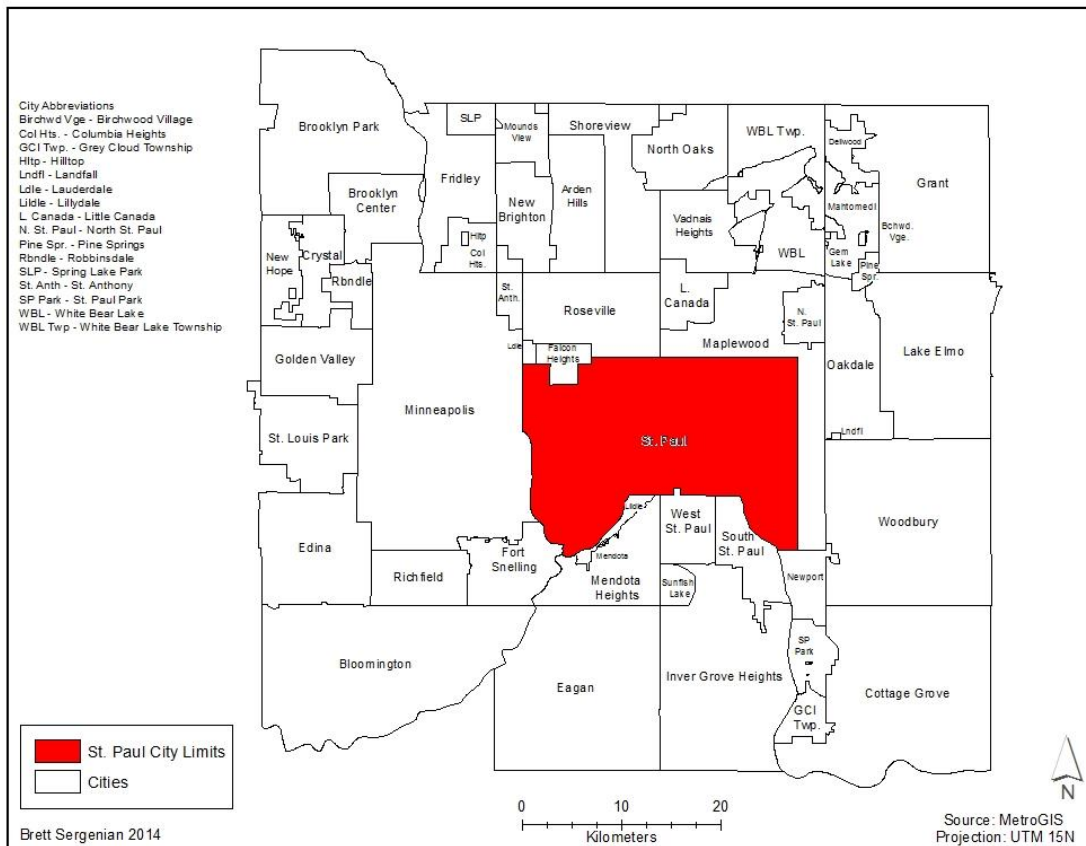 City Abbreviations
Birchwd Vge - Birchwood Village
Col Hts. - Columbia Heights
GCI Twp. - Grey Cloud Township
Hltp - Hilltop
Lndfl - Landfall
Ldle - Lauderdale
Lildle - Lillydale
L. Canada - Little Canada
N. St. Paul - North St. Paul
Pine Spr. - Pine Springs
Rbndle - Robbinsdale
SLP - Spring Lake Park
St. Anth - St. Anthony
SP Park - St. Paul Park
WBL - White Bear Lake
WBL Twp - White Bear Lake Township
Brooklyn Park
SLP
Mounds
View
Shoreview
North Oaks
WBL Twp.
Dellwood
Grant
Brooklyn
Center
Fridley
New
Brighton
Arden
Hills
Vadnais
Heights
Mahtomedi
Bchwd.
Vge.
New
Hope
Crystal
Rbndle
Hltp
Col
Hts.
WBL
Gem
Lake
Pine
Spr.
St.
Anth.
Roseville
L.
Canada
N.
St. Paul
Golden Valley
Ldle
Falcon
Heights
Maplewood
Oakdale
Lake Elmo
Minneapolis
St. Louis Park
St. Paul
Lndfl
Edina
Richfield
Fort
Snelling
Lildle
Mendota
Mendota
Heights
West
St. Paul
South
St. Paul
Woodbury
Sunfish
Lake
Newport
Bloomington
Eagan
Inver Grove Heights
SP
Park
GCI
Twp.
Cottage Grove
St. Paul City Limits
Cities
0 10 20
Kilometers
N
Brett Sergenian 2014
Source: MetroGIS
Projection: UTM 15N